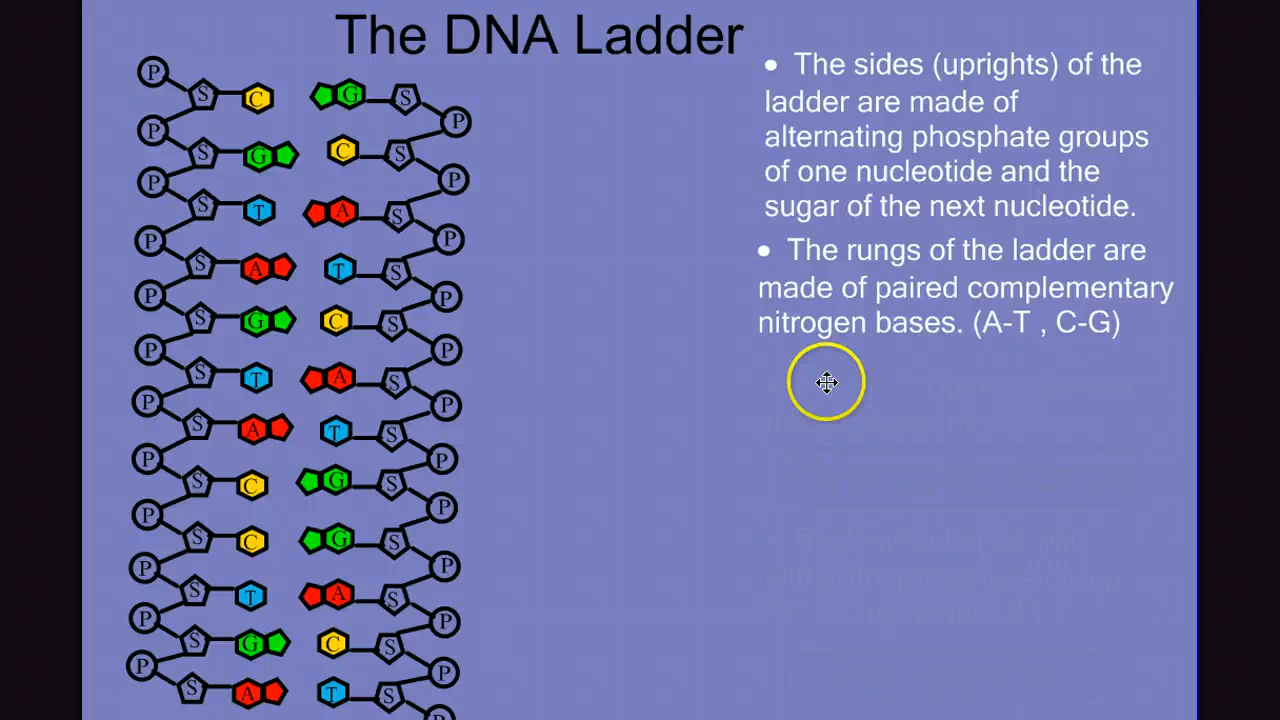 The DNA Ladder
• The sides (uprights) of the
ladder are made of
alternating phosphate groups
of one nucleotide and the
sugar of the next nucleotide.
• The rungs of the ladder are
made of paired complementary
nitrogen bases. (A-T , C-G)
P
S C G S
P P
S G C S
P P
S T A S
P P
S A T S
P P
S G C S
P P
S T A S
P P
S A T S
P P
S C G S
P P
S C G S
P P
S T A S
P P
S G C S
P P
S A T S
P